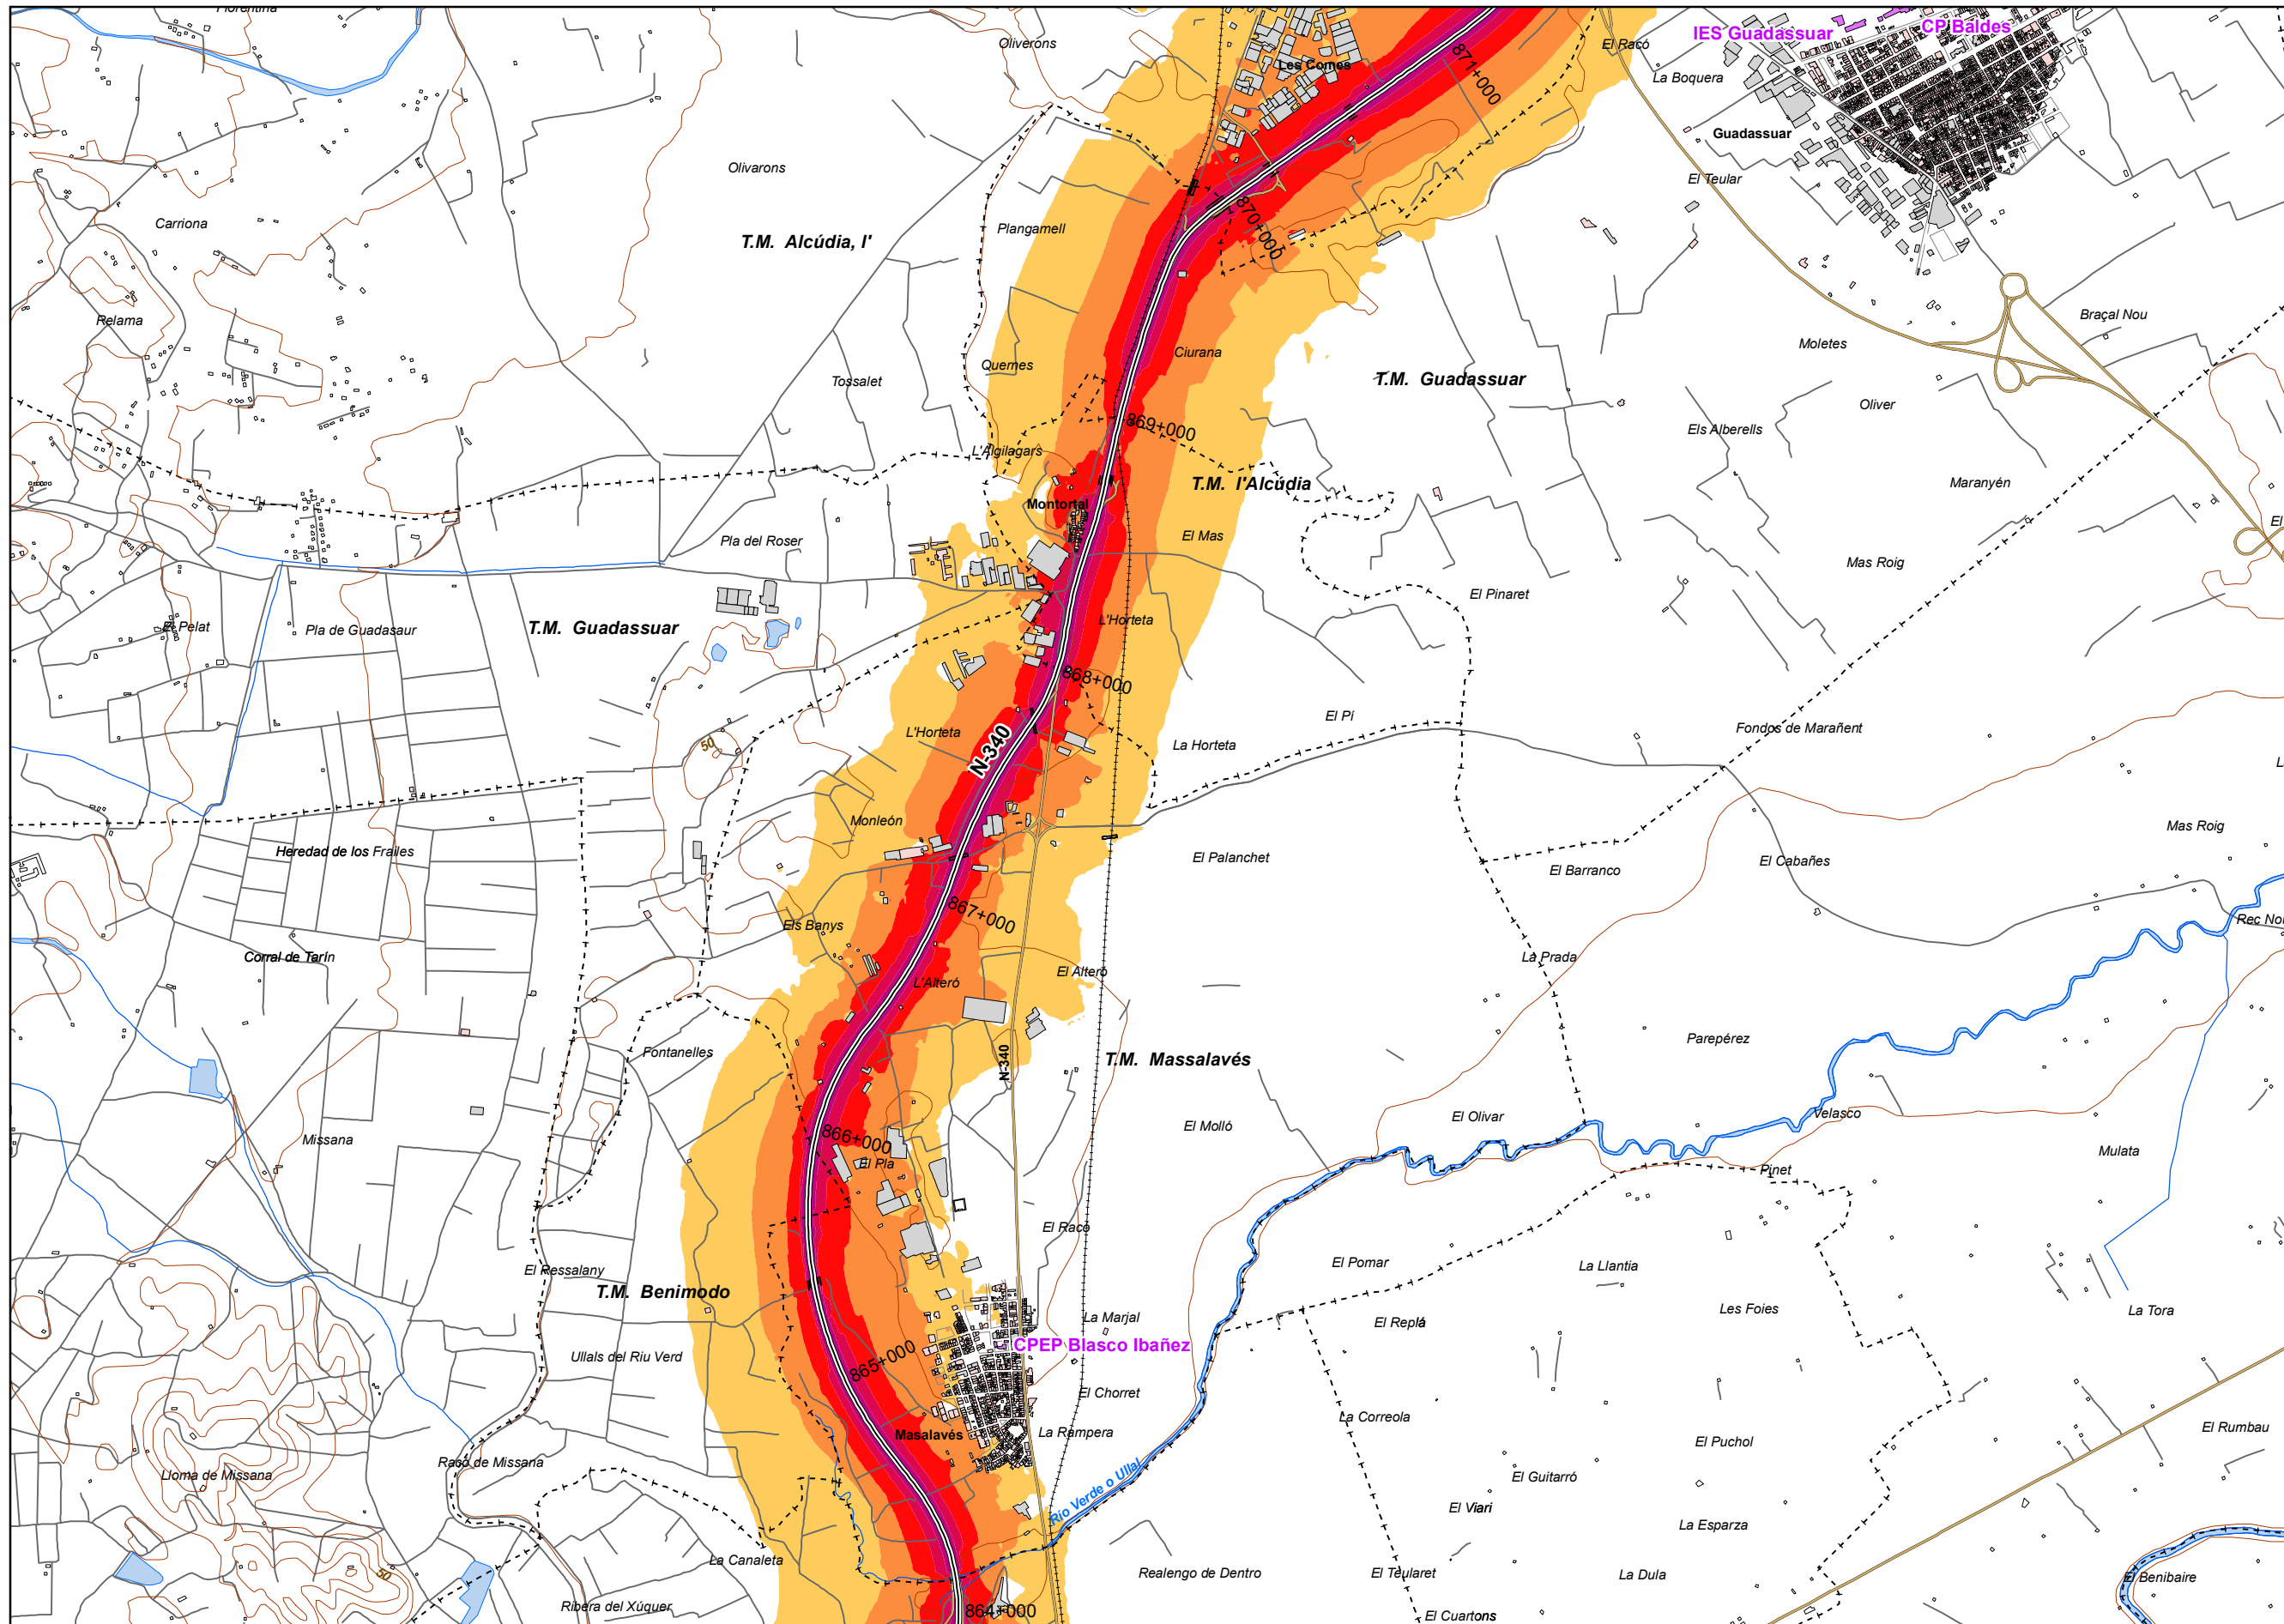 Florentina
Oliverons
Les Comes
871+000
El Racó
IES Guadassuar
CP Baldes
La Boquera
Guadassuar
Olivarons
El Teular
Carriona
Plangamell
870+000
T.M. Alcúdia, l'
Relama
Braçal Nou
Moletes
Ciurana
Quernes
Tossalet
T.M. Guadassuar
Oliver
869+000
Els Alberells
L'Algilagars
T.M. l'Alcúdia
Maranyén
Montortal
El
El Mas
Pla del Roser
Mas Roig
El Pinaret
L'Horteta
El Pelat
Pla de Guadasaur
T.M. Guadassuar
868+000
El Pí
L'Horteta
N-340
La Horteta
Fondos de Marañent
50
Monleón
Mas Roig
Heredad de los Frailes
El Palanchet
El Barranco
El Cabañes
867+000
Els Banys
Rec Nou
Corral de Tarín
La Prada
L'Alteró
El Alteró
Parepérez
Fontanelles
N-340
T.M. Massalavés
Missana
866+000
El Pla
El Molló
El Olivar
Velasco
Mulata
Pinet
El Racó
El Ressalany
El Pomar
La Llantia
T.M. Benimodo
Les Foies
La Tora
La Marjal
El Replá
CPEP Blasco Ibañez
Ullals del Riu Verd
865+000
El Chorret
La Correola
El Rumbau
Masalavés
La Rampera
El Puchol
Racó de Missana
Lloma de Missana
El Guitarró
Río Verde o Ullal
El Viari
La Esparza
La Canaleta
50
Realengo de Dentro
El Teularet
La Dula
El Benibaire
Ribera del Xúquer
864+000
El Cuartons